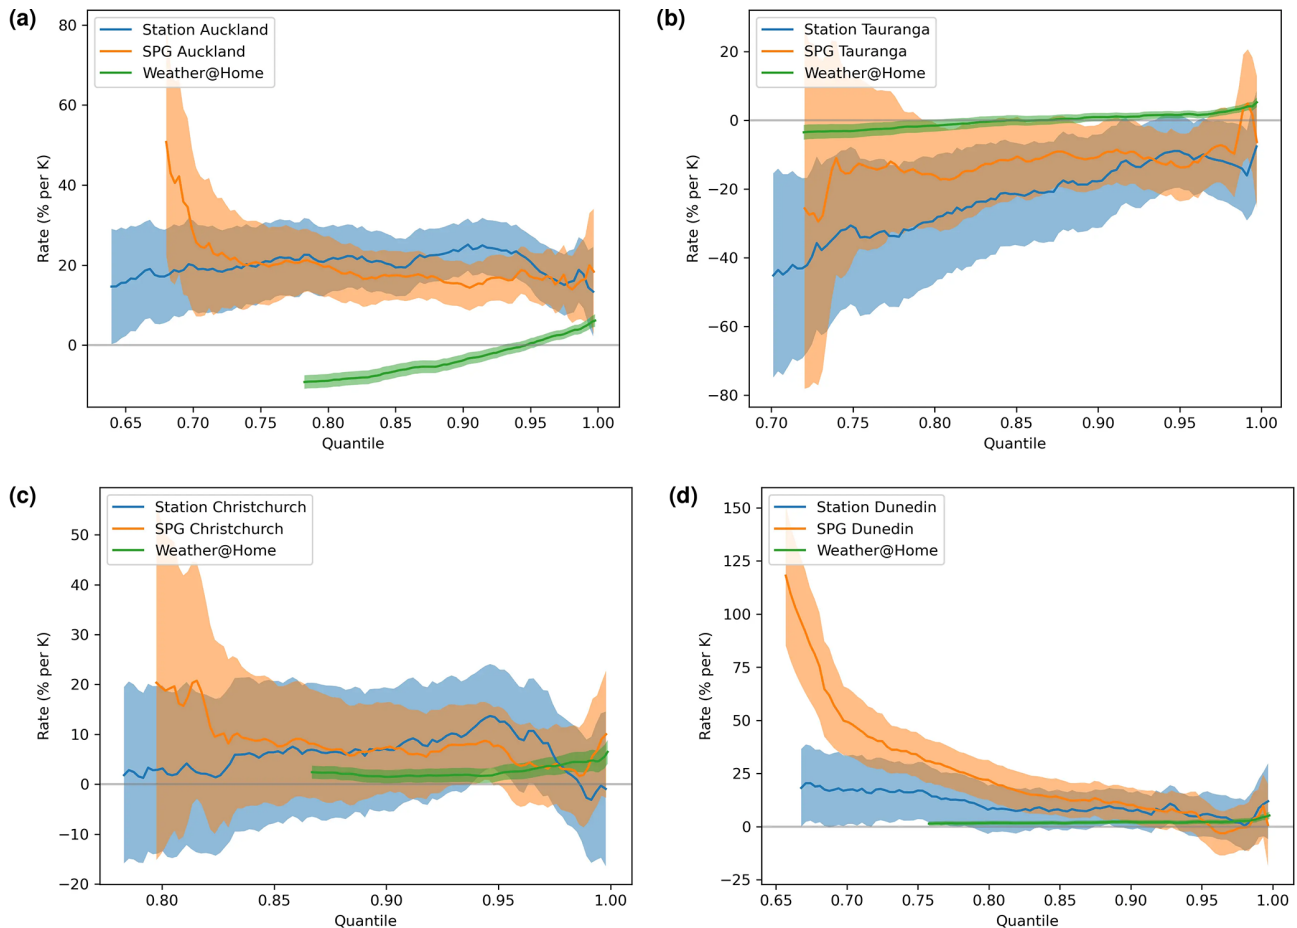 (a)
Station Auckland
SPG Auckland
Weather@Home
80
60
40
20
0
Rate (% per K)
0.65 0.70 0.75 0.80 0.85 0.90 0.95 1.00
Quantile
(b)
Station Tauranga
SPG Tauranga
Weather@Home
20
0
−20
−40
−60
−80
Rate (% per K)
0.70 0.75 0.80 0.85 0.90 0.95 1.00
Quantile
(c)
Station Christchurch
SPG Christchurch
Weather@Home
50
40
30
20
10
0
−10
−20
Rate (% per K)
0.80 0.85 0.90 0.95 1.00
Quantile
(d)
Station Dunedin
SPG Dunedin
Weather@Home
150
125
100
75
50
25
0
−25
Rate (% per K)
0.65 0.70 0.75 0.80 0.85 0.90 0.95 1.00
Quantile